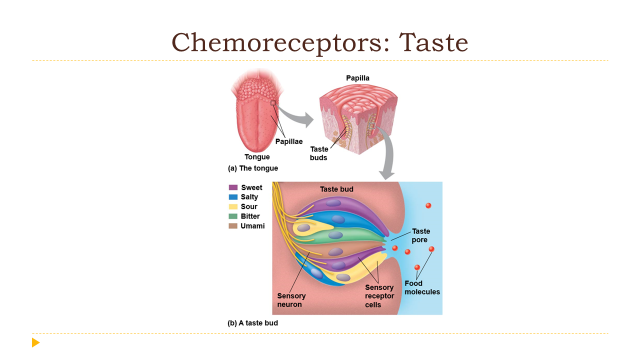 Chemoreceptors: Taste
Papilla
Papillae
Taste
buds
Tongue
(a) The tongue
Sweet
Salty
Sour
Bitter
Umami
Taste bud
Taste
pore
Food
molecules
Sensory
receptor
cells
Sensory
neuron
(b) A taste bud